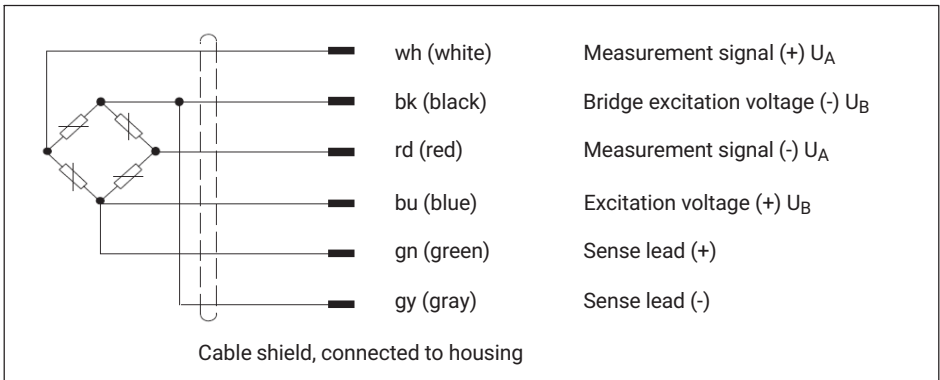 wh (white) Measurement signal (+) UA
bk (black) Bridge excitation voltage (-) UB
rd (red) Measurement signal (-) UA
bu (blue) Excitation voltage (+) UB
gn (green) Sense lead (+)
gy (gray) Sense lead (-)
Cable shield, connected to housing